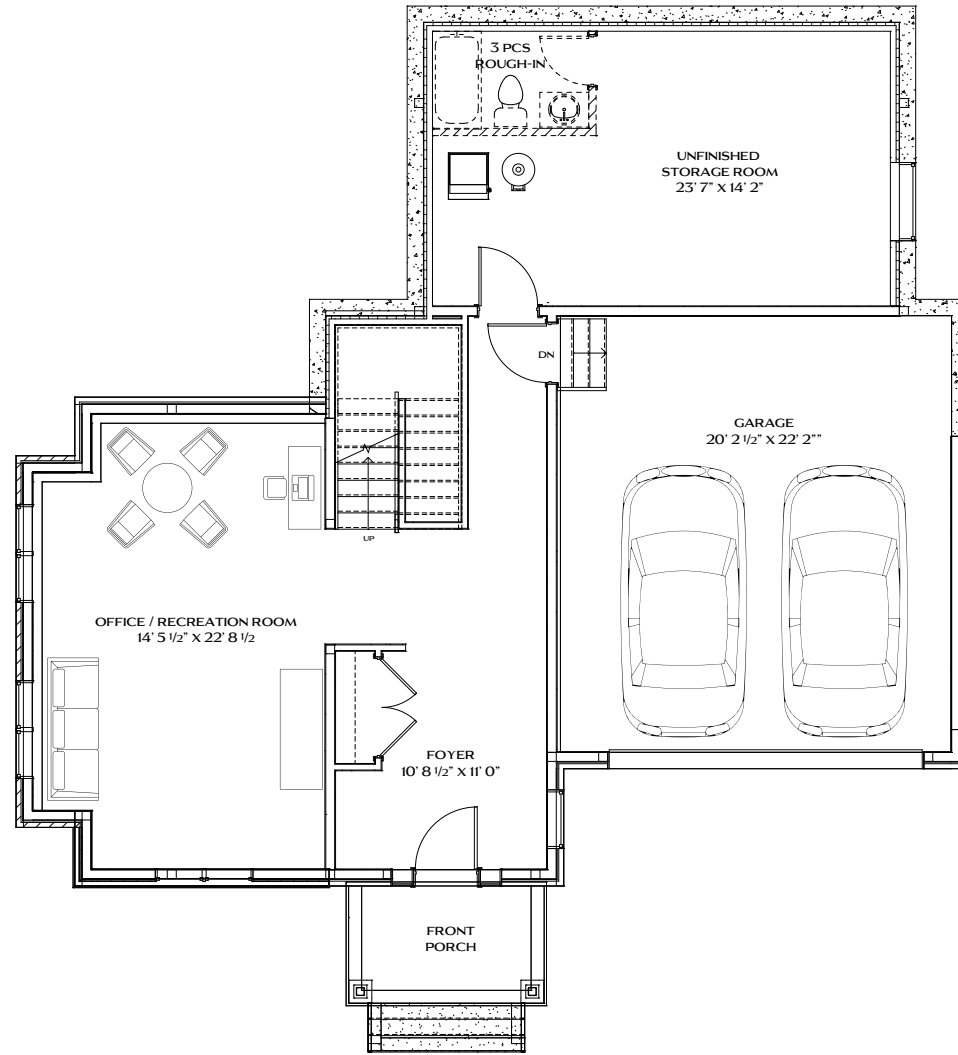 3 PCS
ROUGH-IN
UNFINISHED
STORAGE ROOM
23' 7" X 14' 2"
DN
GARAGE
20' 2 1/2" X 22' 2""
UP
OFFICE / RECREATION ROOM
14' 5 1/2" X 22' 8 1/2
FOYER
10' 8 1/2" X 11' 0"
FRONT
PORCH